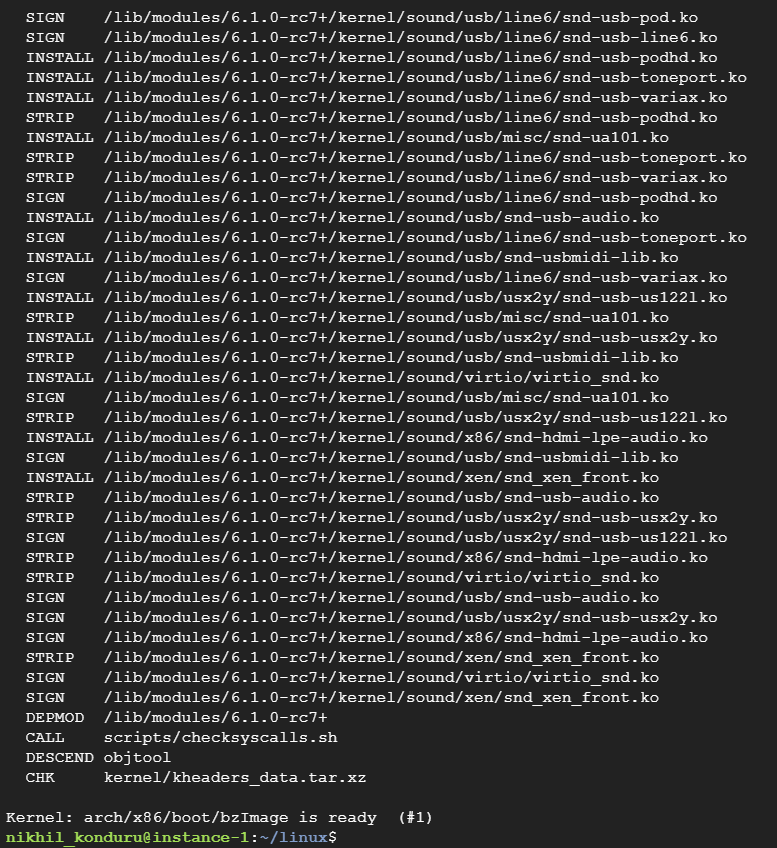 SIGN /lib/modules/6.1.0-rc7+/kernel/sound/usb/line6/snd-usb-pod.ko
SIGN /lib/modules/6.1.0-rc7+/kernel/sound/usb/line6/snd-usb-line6.ko
INSTALL /lib/modules/6.1.0-rc7+/kernel/sound/usb/line6/snd-usb-podhd.ko
INSTALL /lib/modules/6.1.0-rc7+/kernel/sound/usb/line6/snd-usb-toneport.ko
INSTALL /lib/modules/6.1.0-rc7+/kernel/sound/usb/line6/snd-usb-variax.ko
STRIP /lib/modules/6.1.0-rc7+/kernel/sound/usb/line6/snd-usb-podhd.ko
INSTALL /lib/modules/6.1.0-rc7+/kernel/sound/usb/misc/snd-ua101.ko
STRIP /lib/modules/6.1.0-rc7+/kernel/sound/usb/line6/snd-usb-toneport.ko
STRIP /lib/modules/6.1.0-rc7+/kernel/sound/usb/line6/snd-usb-variax.ko
SIGN /lib/modules/6.1.0-rc7+/kernel/sound/usb/line6/snd-usb-podhd.ko
INSTALL /lib/modules/6.1.0-rc7+/kernel/sound/usb/snd-usb-audio.ko
SIGN /lib/modules/6.1.0-rc7+/kernel/sound/usb/line6/snd-usb-toneport.ko
INSTALL /lib/modules/6.1.0-rc7+/kernel/sound/usb/snd-usbmidi-lib.ko
SIGN /lib/modules/6.1.0-rc7+/kernel/sound/usb/line6/snd-usb-variax.ko
INSTALL /lib/modules/6.1.0-rc7+/kernel/sound/usb/usx2y/snd-usb-us122l.ko
STRIP /lib/modules/6.1.0-rc7+/kernel/sound/usb/misc/snd-ua101.ko
INSTALL /lib/modules/6.1.0-rc7+/kernel/sound/usb/usx2y/snd-usb-usx2y.ko
STRIP /lib/modules/6.1.0-rc7+/kernel/sound/usb/snd-usbmidi-lib.ko
INSTALL /lib/modules/6.1.0-rc7+/kernel/sound/virtio/virtio_snd.ko
SIGN /lib/modules/6.1.0-rc7+/kernel/sound/usb/misc/snd-ua101.ko
STRIP /lib/modules/6.1.0-rc7+/kernel/sound/usb/usx2y/snd-usb-us122l.ko
INSTALL /lib/modules/6.1.0-rc7+/kernel/sound/x86/snd-hdmi-lpe-audio.ko
SIGN /lib/modules/6.1.0-rc7+/kernel/sound/usb/snd-usbmidi-lib.ko
INSTALL /lib/modules/6.1.0-rc7+/kernel/sound/xen/snd_xen_front.ko
STRIP /lib/modules/6.1.0-rc7+/kernel/sound/usb/snd-usb-audio.ko
STRIP /lib/modules/6.1.0-rc7+/kernel/sound/usb/usx2y/snd-usb-usx2y.ko
SIGN /lib/modules/6.1.0-rc7+/kernel/sound/usb/usx2y/snd-usb-us122l.ko
STRIP /lib/modules/6.1.0-rc7+/kernel/sound/x86/snd-hdmi-lpe-audio.ko
STRIP /lib/modules/6.1.0-rc7+/kernel/sound/virtio/virtio_snd.ko
SIGN /lib/modules/6.1.0-rc7+/kernel/sound/usb/snd-usb-audio.ko
SIGN /lib/modules/6.1.0-rc7+/kernel/sound/usb/usx2y/snd-usb-usx2y.ko
SIGN /lib/modules/6.1.0-rc7+/kernel/sound/x86/snd-hdmi-lpe-audio.ko
STRIP /lib/modules/6.1.0-rc7+/kernel/sound/xen/snd_xen_front.ko
SIGN /lib/modules/6.1.0-rc7+/kernel/sound/virtio/virtio_snd.ko
SIGN /lib/modules/6.1.0-rc7+/kernel/sound/xen/snd_xen_front.ko
DEPMOD /lib/modules/6.1.0-rc7+
CALL scripts/checksyscalls.sh
DESCEND objtool
CHK kernel/kheaders_data.tar.xz
Kernel: arch/x86/boot/bzImage is ready (#1)
nikhil_konduru@instance-1:~/linux$